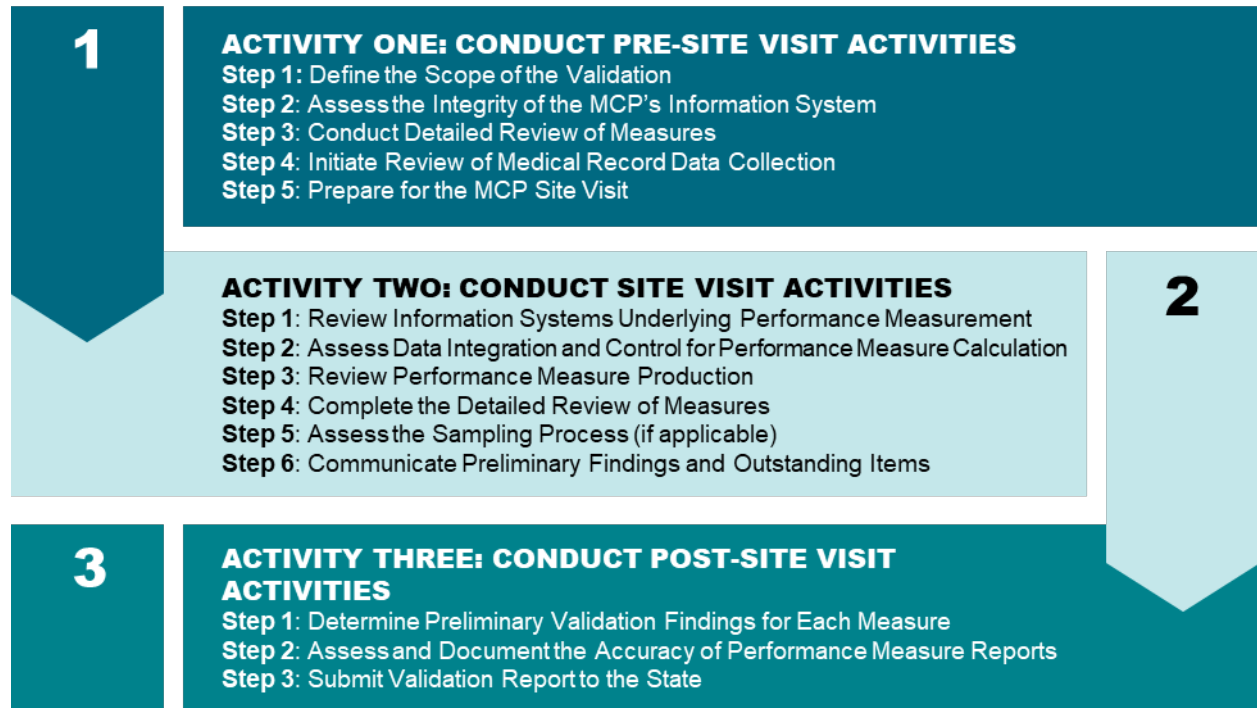 1
ACTIVITY ONE: CONDUCT PRE-SITE VISIT ACTIVITIES
Step 1: Define the Scope of the Validation
Step 2: Assess the Integrity of the MCP's Information System
Step 3: Conduct Detailed Review of Measures
Step 4: Initiate Review of Medical Record Data Collection
Step 5: Prepare for the MCP Site Visit
2
ACTIVITY TWO: CONDUCT SITE VISIT ACTIVITIES
Step 1: Review Information Systems Underlying Performance Measurement
Step 2: Assess Data Integration and Control for Performance Measure Calculation
Step 3: Review Performance Measure Production
Step 4: Complete the Detailed Review of Measures
Step 5: Assess the Sampling Process (if applicable)
Step 6: Communicate Preliminary Findings and Outstanding Items
3
ACTIVITY THREE: CONDUCT POST-SITE VISIT
ACTIVITIES
Step 1: Determine Preliminary Validation Findings for Each Measure
Step 2: Assess and Document the Accuracy of Performance Measure Reports
Step 3: Submit Validation Report to the State